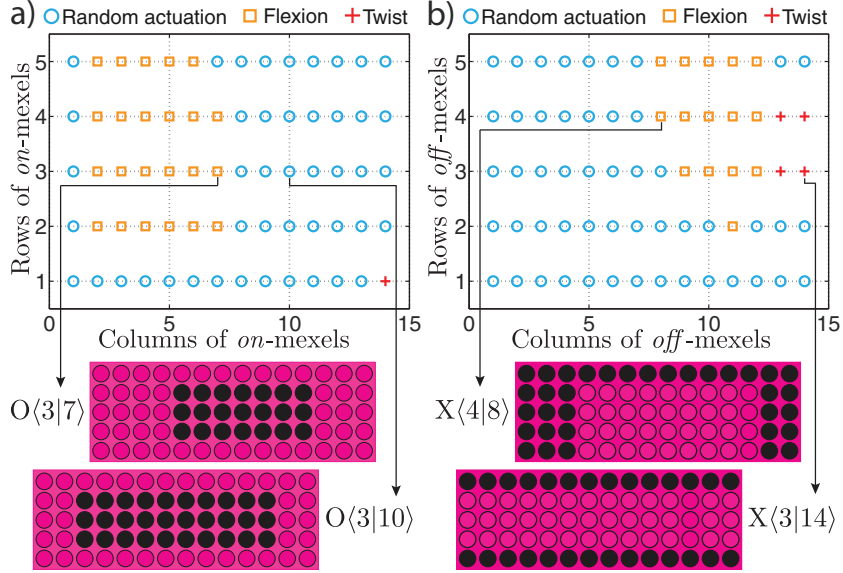 a) Random actuation Flexion Twist
5
4
3
2
1
Rows of on-mexels
0 5 10 15
Columns of on-mexels
O⟨3|7⟩
O⟨3|10⟩
b) Random actuation Flexion Twist
5
4
3
2
1
Rows of off-mexels
0 5 10 15
Columns of off-mexels
X⟨4|8⟩
X⟨3|14⟩